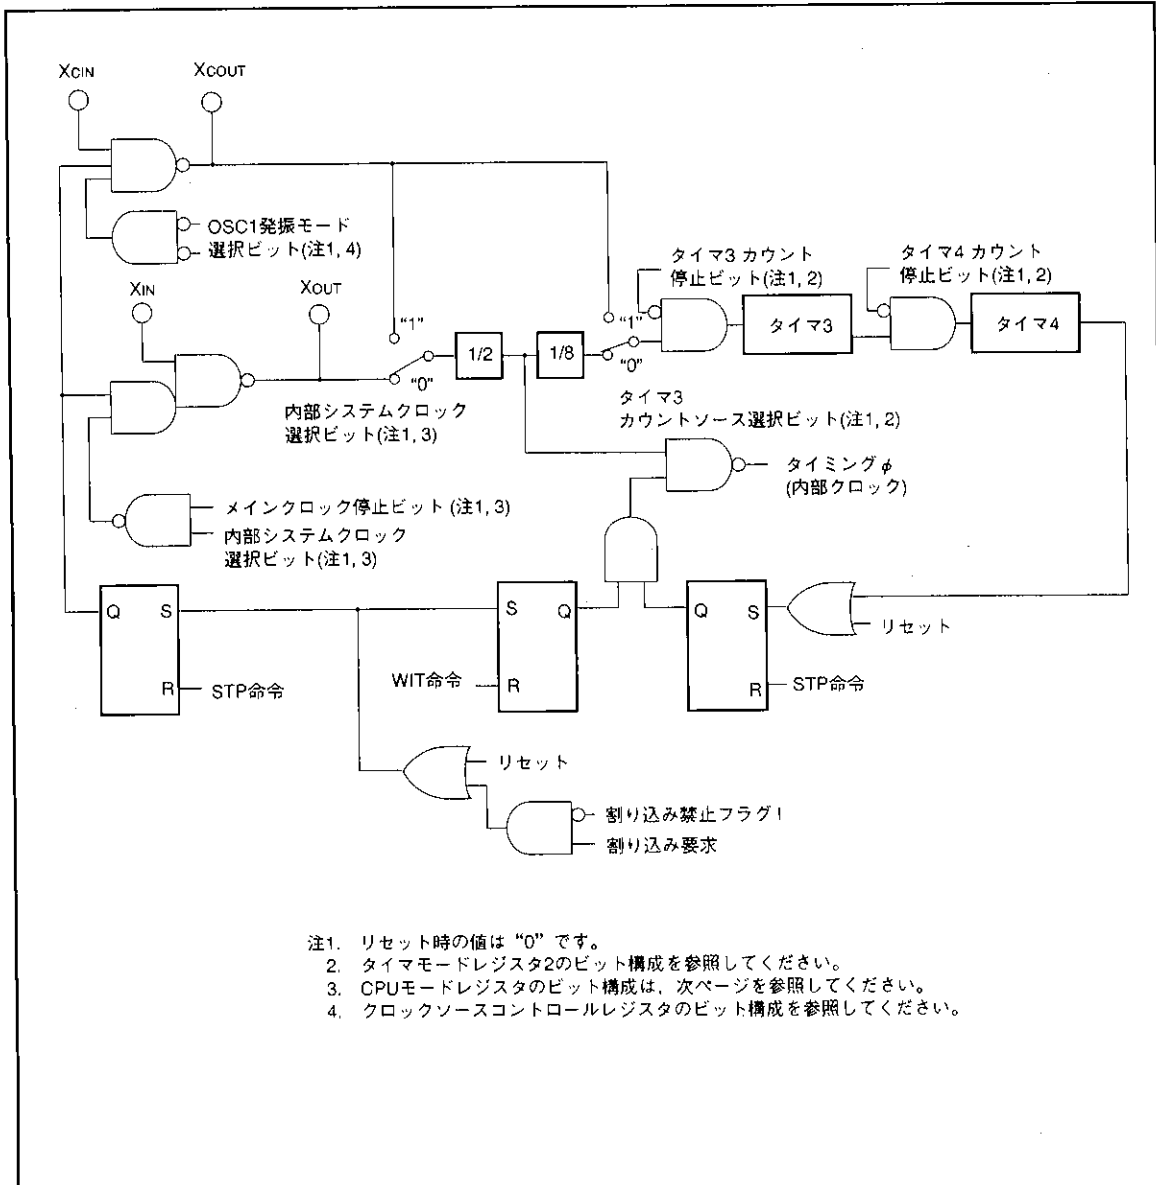 XCIN
XCOUT
OSC1発振モード
選択ビット(注1, 4)
XIN
XOUT
"1"
"0"
内部システムクロック
選択ビット(注1, 3)
1/2
1/8
"1"
"0"
タイマ3 カウント
停止ビット(注1, 2)
タイマ3
タイマ4 カウント
停止ビット(注1, 2)
タイマ4
タイマ3
カウントソース選択ビット(注1, 2)
タイミングφ
(内部クロック)
メインクロック停止ビット (注1, 3)
内部システムクロック
選択ビット(注1, 3)
Q S
R
STP命令
S Q
R
WIT命令
Q S
R
STP命令
リセット
リセット
割り込み禁止フラグ I
割り込み要求
注1. リセット時の値は "0" です。
2. タイマモードレジスタ2のビット構成を参照してください。
3. CPUモードレジスタのビット構成は, 次ページを参照してください。
4. クロックソースコントロールレジスタのビット構成を参照してください。